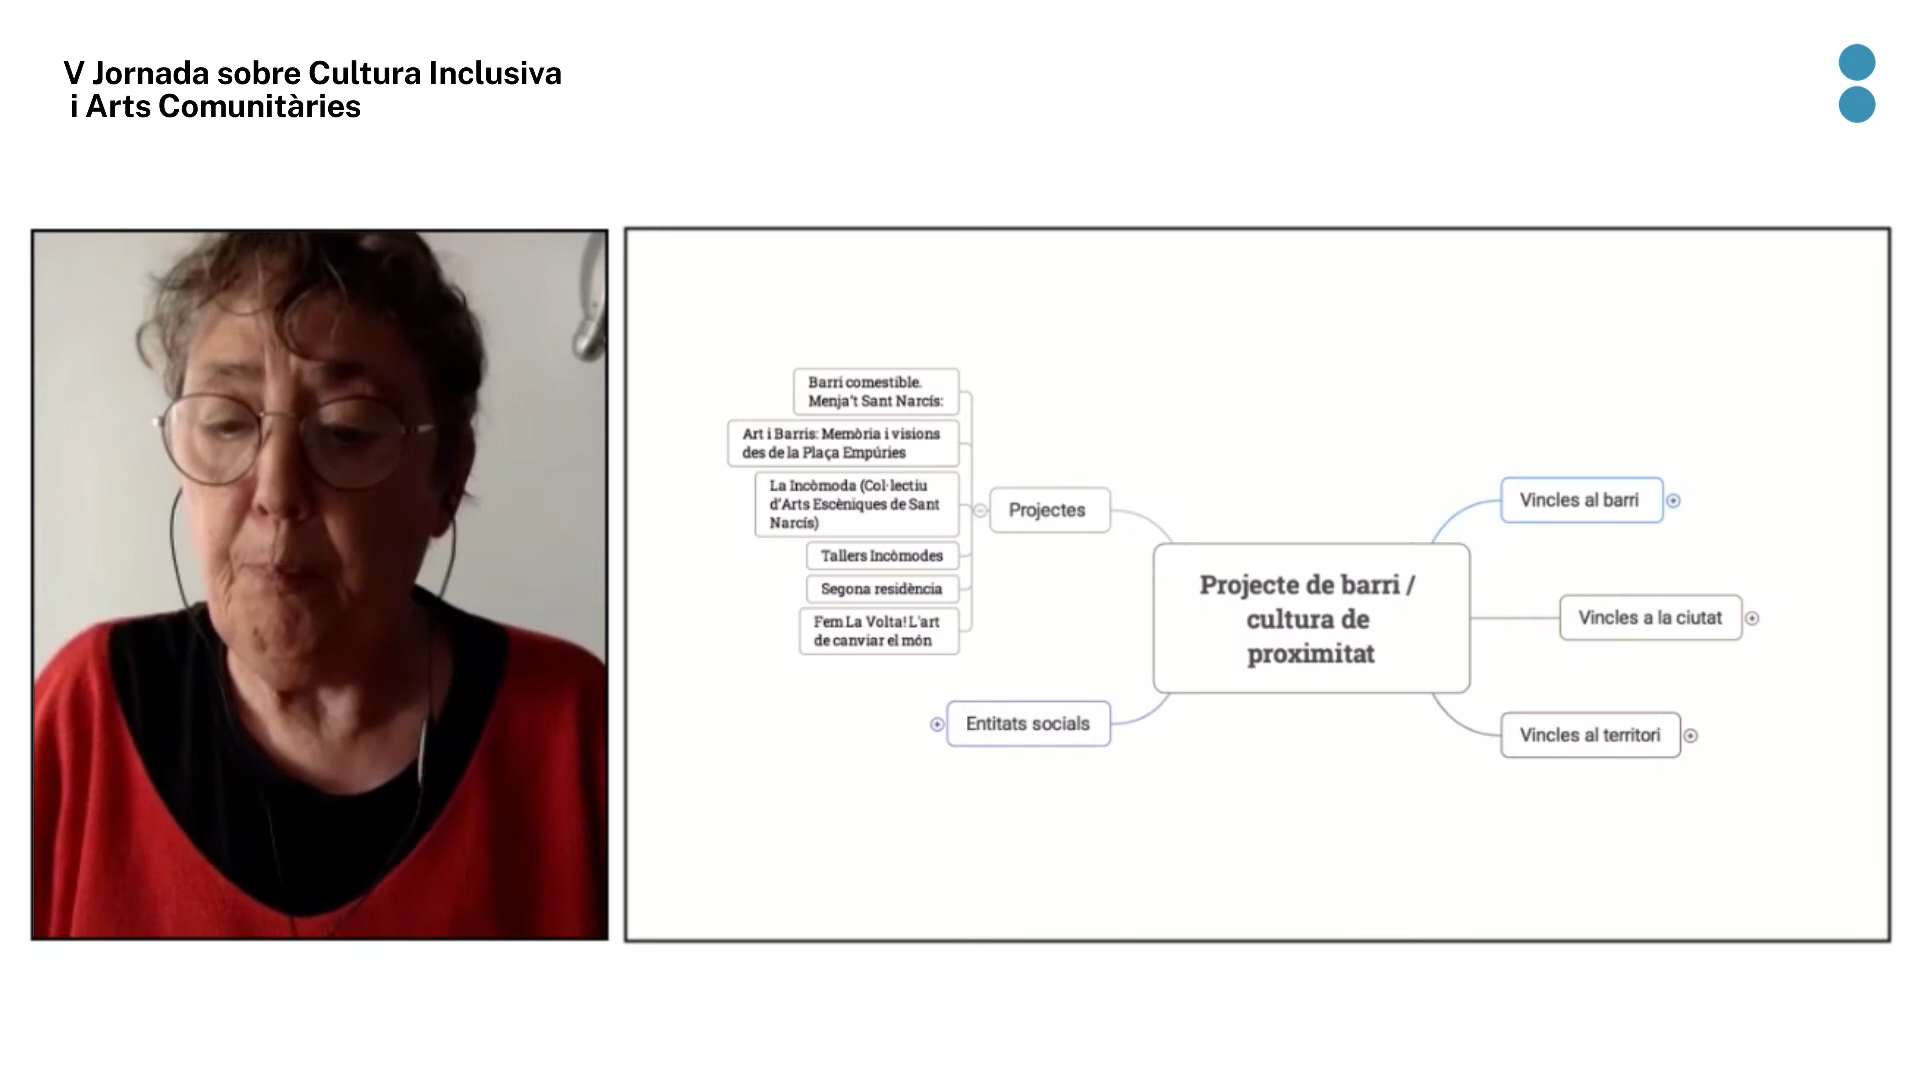 V Jornada sobre Cultura Inclusiva
i Arts Comunitàries
Barri comestible.
Menja't Sant Narcís:
Art i Barris: Memòria i visions
des de la Plaça Empúries
La Incòmoda (Col·lectiu
d'Arts Escèniques de Sant
Narcís)
Tallers Incòmodes
Segona residència
Fem La Volta! L'art
de canviar el món
Projectes
Entitats socials
Projecte de barri /
cultura de
proximitat
Vincles al barri
Vincles a la ciutat
Vincles al territori